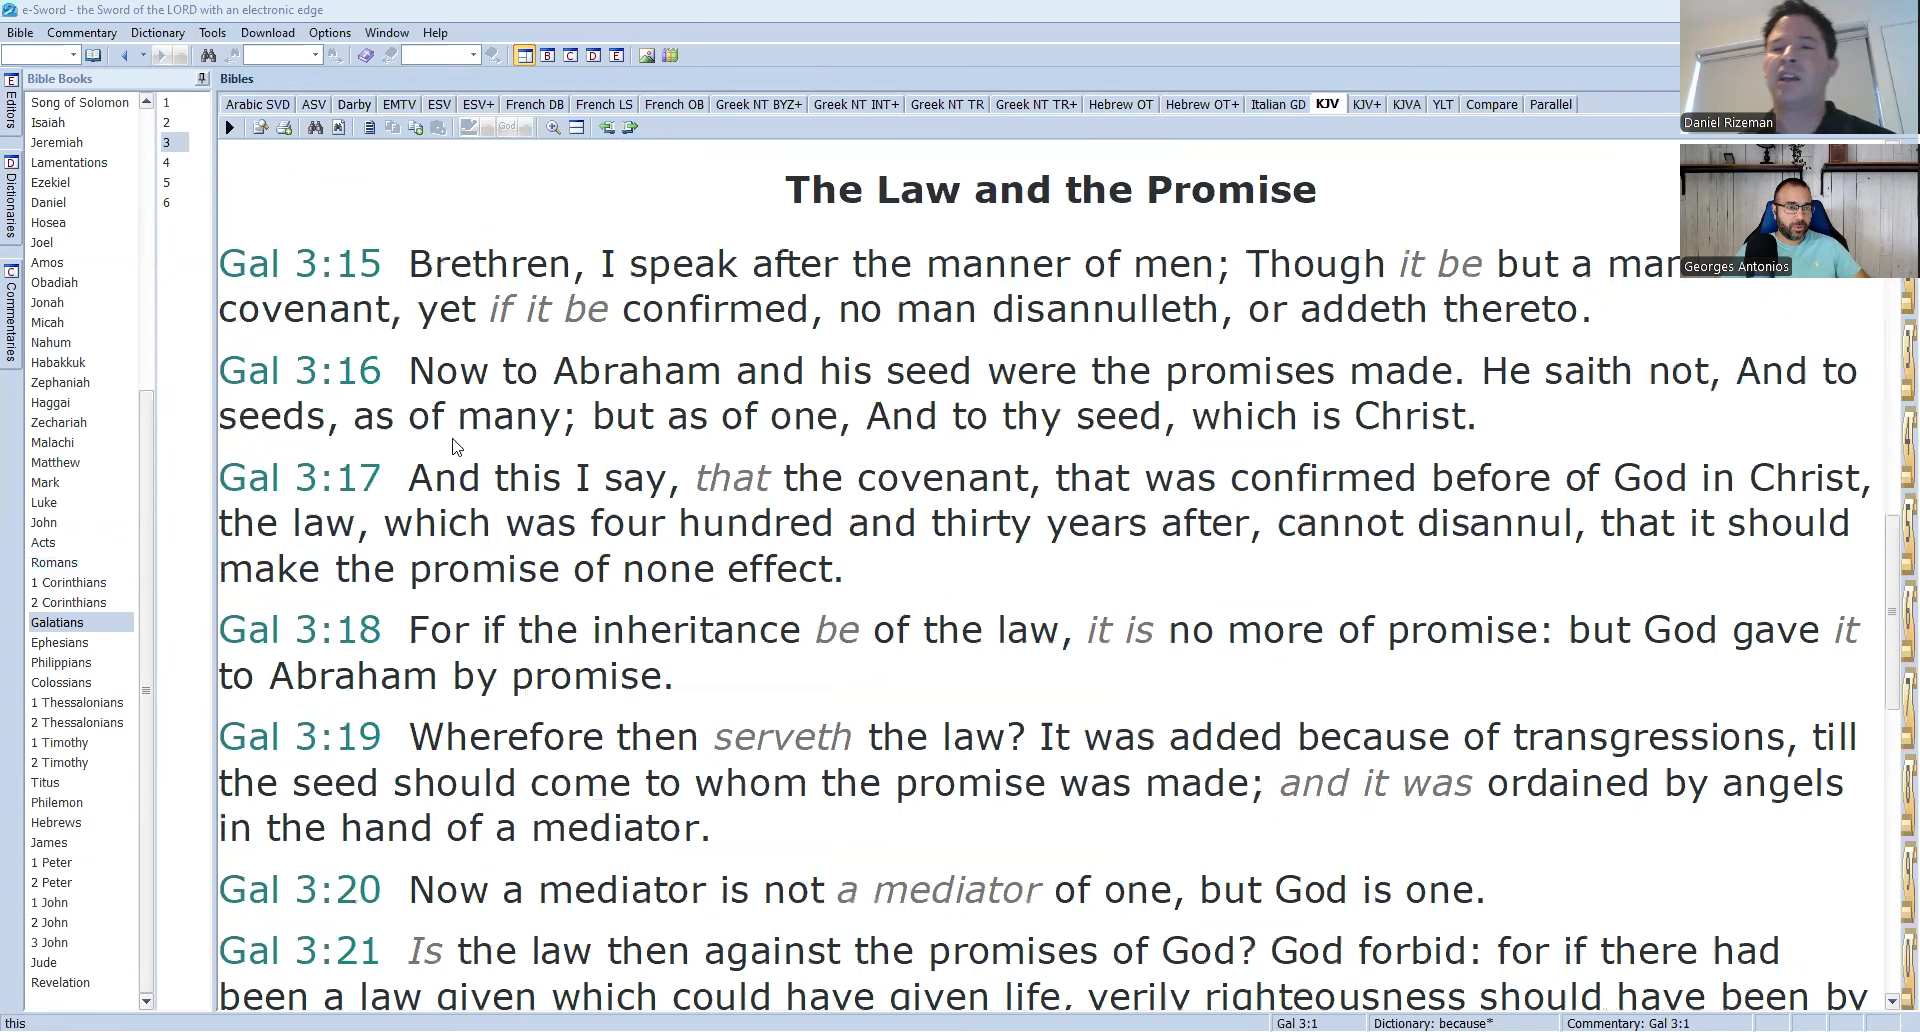 e-Sword - the Sword of the LORD with an electronic edge
Bible Commentary Dictionary Tools Download Options Window Help
B C D E
Bible Books
Bibles
Arabic SVD ASV Darby EMTV ESV ESV+ French DB French LS French OB Greek NT BYZ+ Greek NT INT+ Greek NT TR Greek NT TR+ Hebrew OT Hebrew OT+ Italian GD KJV KJV+ KJVA YLT Compare Parallel
God
E Editors
D Dictionaries
C Commentaries
Song of Solomon
Isaiah
Jeremiah
Lamentations
Ezekiel
Daniel
Hosea
Joel
Amos
Obadiah
Jonah
Micah
Nahum
Habakkuk
Zephaniah
Haggai
Zechariah
Malachi
Matthew
Mark
Luke
John
Acts
Romans
1 Corinthians
2 Corinthians
Galatians
Ephesians
Philippians
Colossians
1 Thessalonians
2 Thessalonians
1 Timothy
2 Timothy
Titus
Philemon
Hebrews
James
1 Peter
2 Peter
1 John
2 John
3 John
Jude
Revelation
1
2
3
4
5
6
The Law and the Promise
Gal 3:15 Brethren, I speak after the manner of men; Though it be but a man
covenant, yet if it be confirmed, no man disannulleth, or addeth thereto.
Gal 3:16 Now to Abraham and his seed were the promises made. He saith not, And to
seeds, as of many; but as of one, And to thy seed, which is Christ.
Gal 3:17 And this I say, that the covenant, that was confirmed before of God in Christ,
the law, which was four hundred and thirty years after, cannot disannul, that it should
make the promise of none effect.
Gal 3:18 For if the inheritance be of the law, it is no more of promise: but God gave it
to Abraham by promise.
Gal 3:19 Wherefore then serveth the law? It was added because of transgressions, till
the seed should come to whom the promise was made; and it was ordained by angels
in the hand of a mediator.
Gal 3:20 Now a mediator is not a mediator of one, but God is one.
Gal 3:21 Is the law then against the promises of God? God forbid: for if there had
been a law given which could have given life, verily righteousness should have been by
Daniel Rizeman
Georges Antonios
this
Gal 3:1
Dictionary: because*
Commentary: Gal 3:1